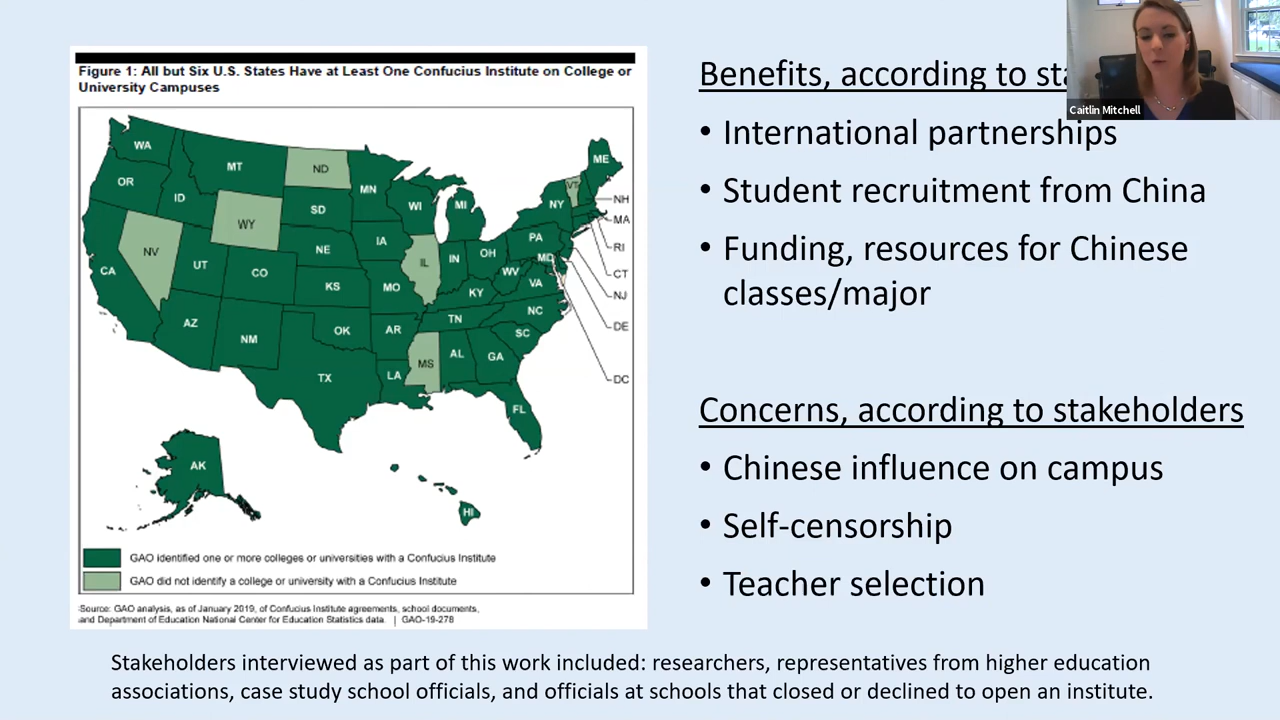 Figure 1: All but Six U.S. States Have at Least One Confucius Institute on College or
University Campuses
WA
OR
ID
MT
ND
MN
WI
MI
ME
NH
MA
RI
CT
NJ
DE
DC
NY
VT
PA
MD
WY
SD
NE
IA
IL
IN
OH
WV
VA
NV
UT
CO
KS
MO
KY
NC
CA
AZ
NM
OK
AR
TN
SC
TX
LA
MS
AL
GA
FL
AK
HI
GAO identified one or more colleges or universities with a Confucius Institute
GAO did not identify a college or university with a Confucius Institute
Source: GAO analysis, as of January 2019, of Confucius Institute agreements, school documents,
and Department of Education National Center for Education Statistics data. | GAO-19-278
Caitlin Mitchell
Benefits, according to
• International partnerships
• Student recruitment from China
• Funding, resources for Chinese
classes/major
Concerns, according to stakeholders
• Chinese influence on campus
• Self-censorship
• Teacher selection
Stakeholders interviewed as part of this work included: researchers, representatives from higher education
associations, case study school officials, and officials at schools that closed or declined to open an institute.